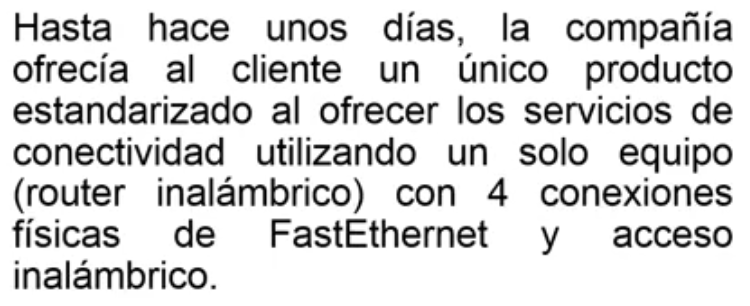 Hasta hace unos días, la compañía
ofrecía al cliente un único producto
estandarizado al ofrecer los servicios de
conectividad utilizando un solo equipo
(router inalámbrico) con 4 conexiones
físicas de FastEthernet y acceso
inalámbrico.